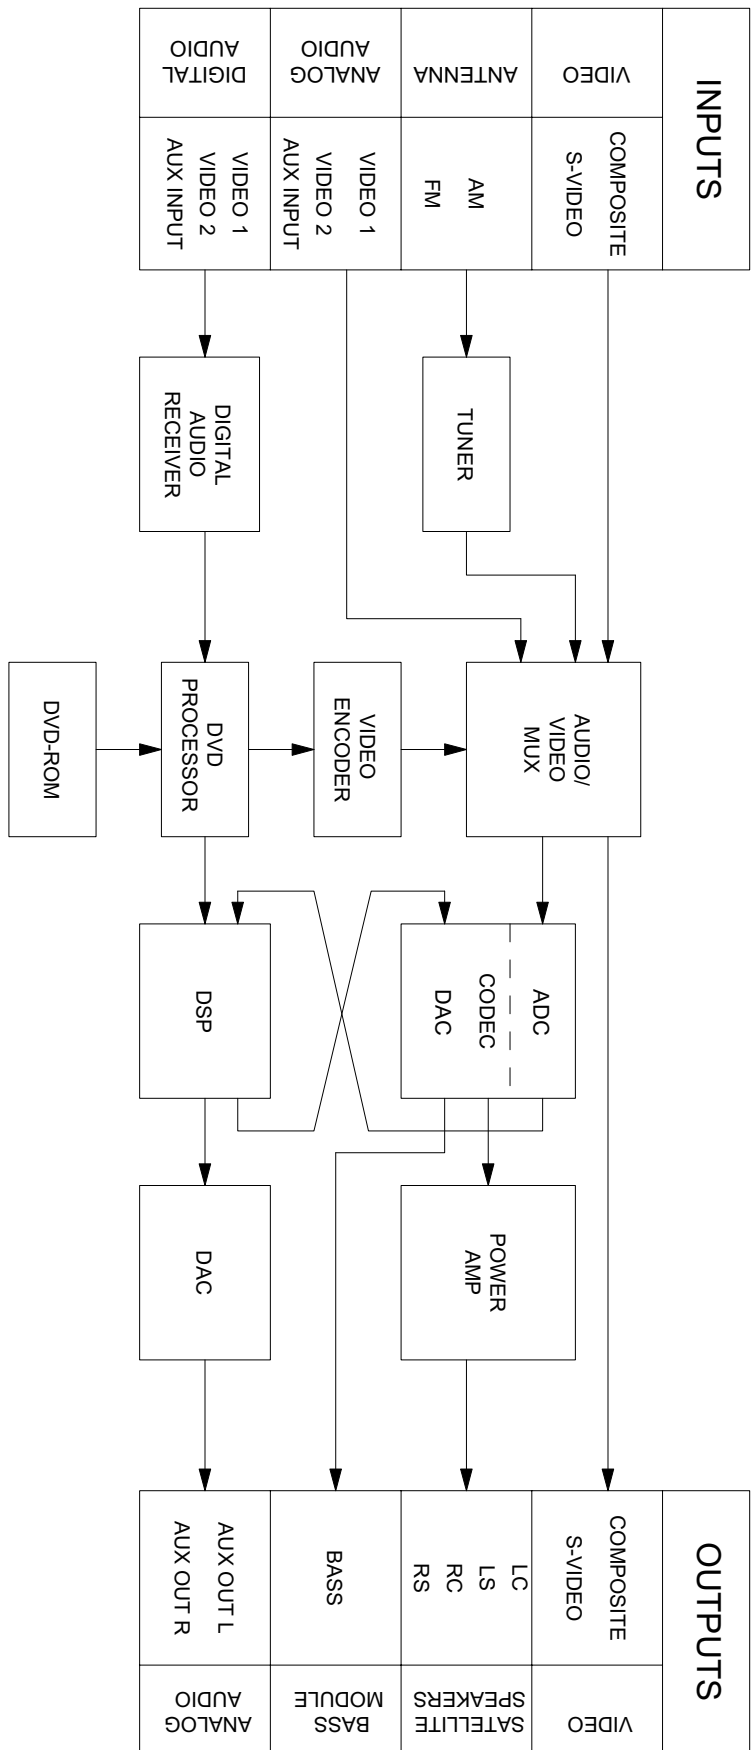 INPUTS
VIDEO
COMPOSITE
S-VIDEO
ANTENNA
AM
FM
ANALOG
AUDIO
VIDEO 1
VIDEO 2
AUX INPUT
DIGITAL
AUDIO
VIDEO 1
VIDEO 2
AUX INPUT
TUNER
DIGITAL
AUDIO
RECEIVER
AUDIO/
VIDEO
MUX
VIDEO
ENCODER
DVD
PROCESSOR
DVD-ROM
ADC
CODEC
DAC
DSP
POWER
AMP
DAC
OUTPUTS
COMPOSITE
S-VIDEO
VIDEO
LC
LS
RC
RS
SATELLITE
SPEAKERS
BASS
BASS
MODULE
AUX OUT L
AUX OUT R
ANALOG
AUDIO